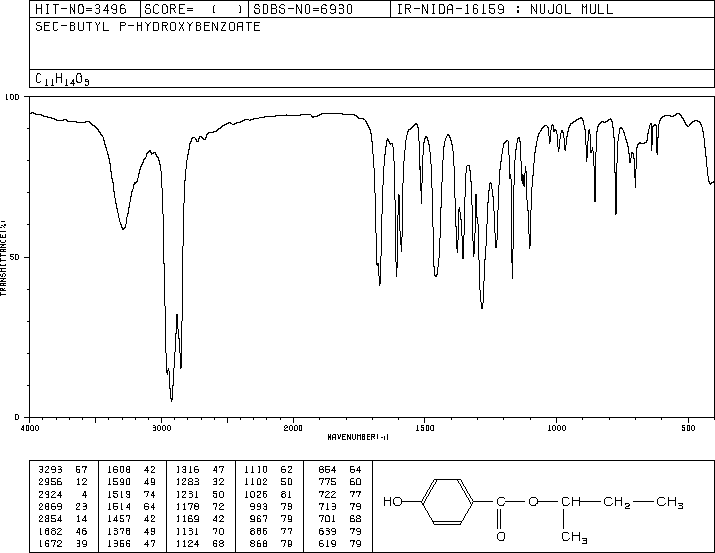 HIT-NO=3496 SCORE= ( ) SDBS-NO=6930 IR-NIDA-16159 : NUJOL MULL
SEC-BUTYL P-HYDROXYBENZOATE
C11H14O3
100
50
0
TRANSMITTANCE(%)
4000 3000 2000 1500 1000 500
WAVENUMBER(-1)
3293 57 1608 42 1316 47 1110 62 854 64
2956 12 1590 49 1283 32 1102 50 775 60
2924 4 1519 74 1231 50 1026 81 722 77
2869 29 1514 64 1178 72 993 79 713 79
2854 14 1457 42 1169 42 967 79 701 68
1682 46 1378 49 1131 70 886 77 639 79
1672 39 1356 47 1124 68 868 79 619 79
HO C O CH CH2 CH3
O CH3